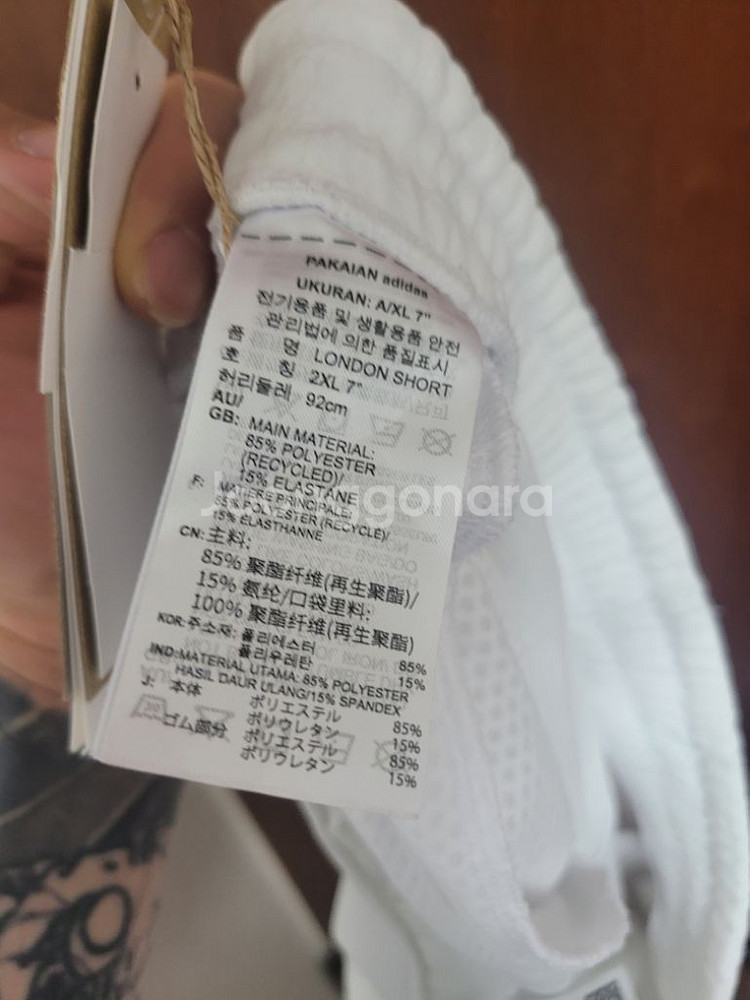 PAKAIAN adidas
UKURAN: A/XL 7"
전기용품 및 생활용품 안전
관리법에 의한 품질표시
품 명 LONDON SHORT
호 칭 2XL 7"
허리둘레 92cm
AU/
GB: MAIN MATERIAL:
85% POLYESTER
(RECYCLED)/
15% ELASTANE
F: MATIERE PRINCIPALE:
85% POLYESTER (RECYCLE)/
15% ELASTHANNE
CN: 主料:
85% 聚酯纤维(再生聚酯)/
15% 氨纶/口袋里料:
100% 聚酯纤维(再生聚酯)
KOR: 주소재: 폴리에스터 85%
폴리우레탄 15%
IND: MATERIAL UTAMA: 85% POLYESTER
HASIL DAUR ULANG/15% SPANDEX
J: 本体 ポリエステル 85%
ポリウレタン 15%
ゴム部分 ポリエステル 85%
ポリウレタン 15%